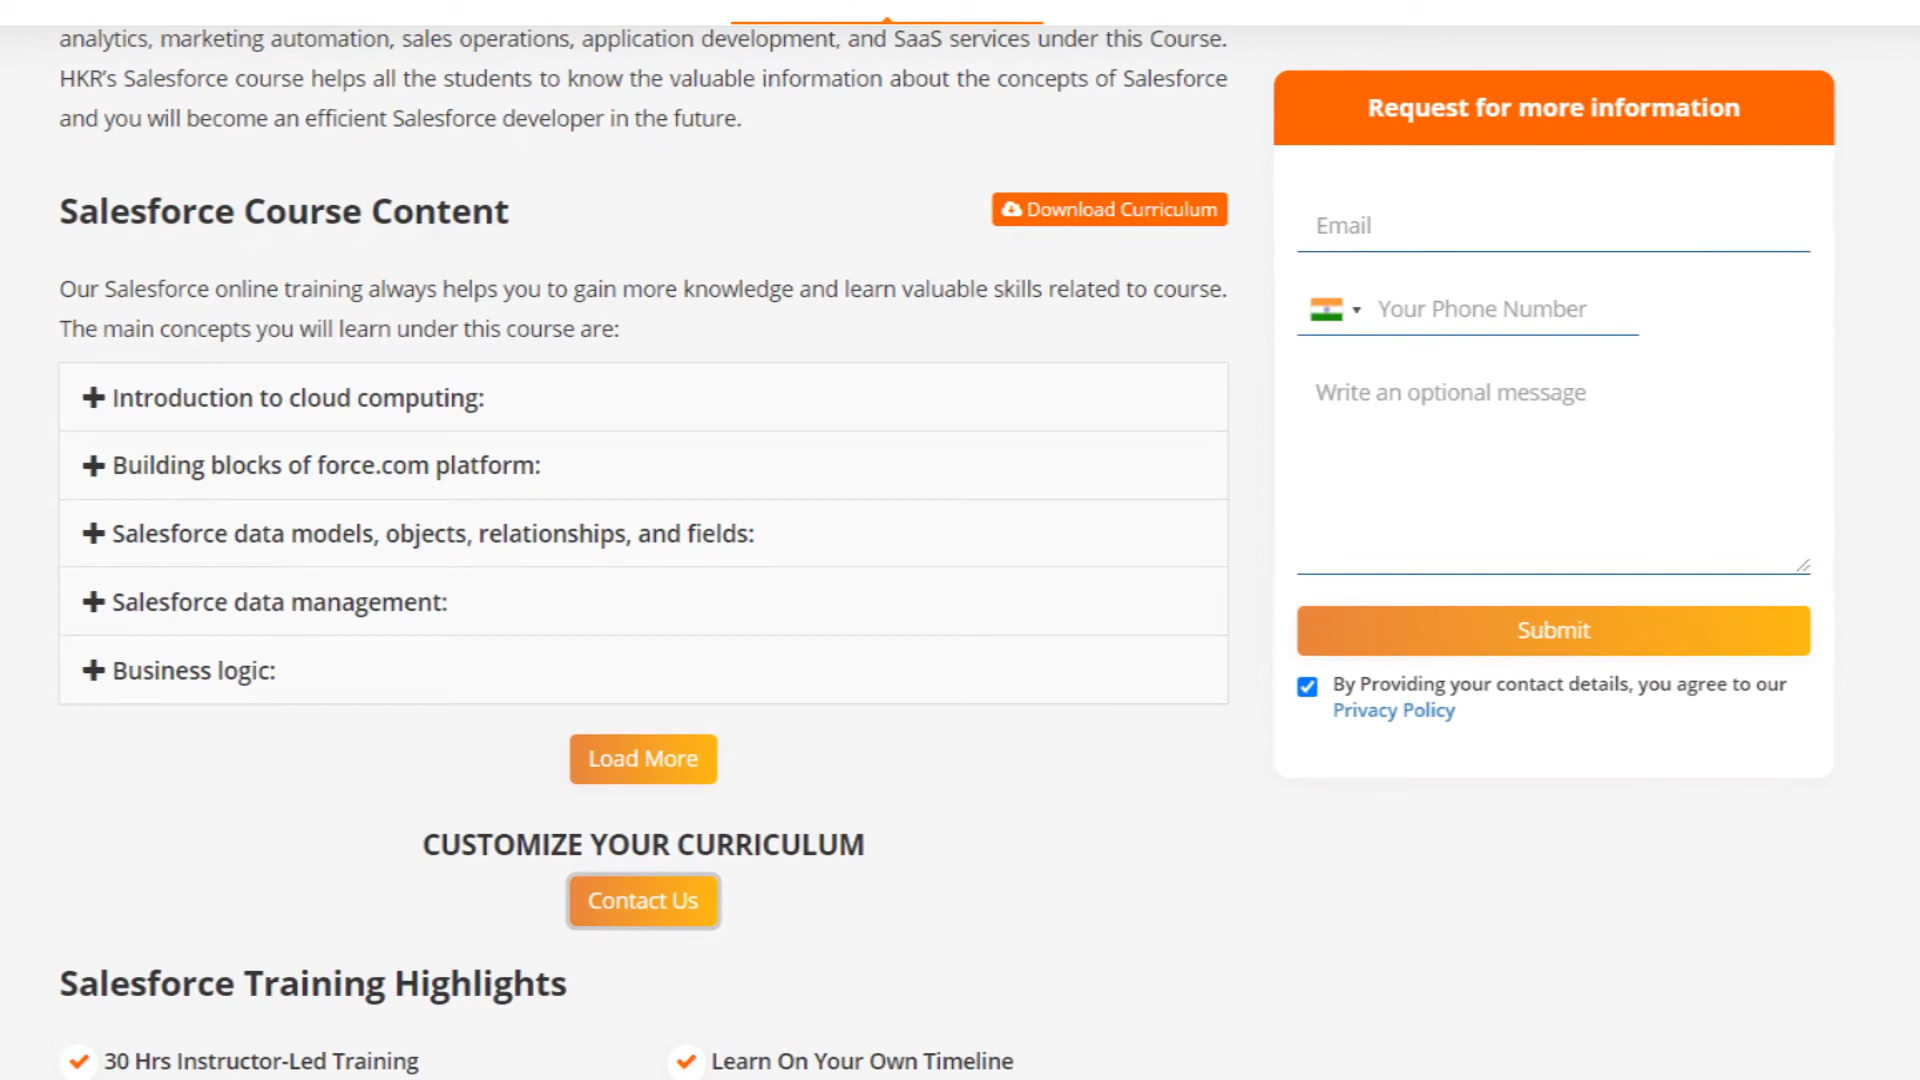 analytics, marketing automation, sales operations, application development, and SaaS services under this Course.
HKR's Salesforce course helps all the students to know the valuable information about the concepts of Salesforce
and you will become an efficient Salesforce developer in the future.
Salesforce Course Content
Download Curriculum
Our Salesforce online training always helps you to gain more knowledge and learn valuable skills related to course.
The main concepts you will learn under this course are:
Introduction to cloud computing:
Building blocks of force.com platform:
Salesforce data models, objects, relationships, and fields:
Salesforce data management:
Business logic:
Load More
CUSTOMIZE YOUR CURRICULUM
Contact Us
Salesforce Training Highlights
30 Hrs Instructor-Led Training
Learn On Your Own Timeline
Request for more information
Email
Your Phone Number
Write an optional message
Submit
By Providing your contact details, you agree to our
Privacy Policy